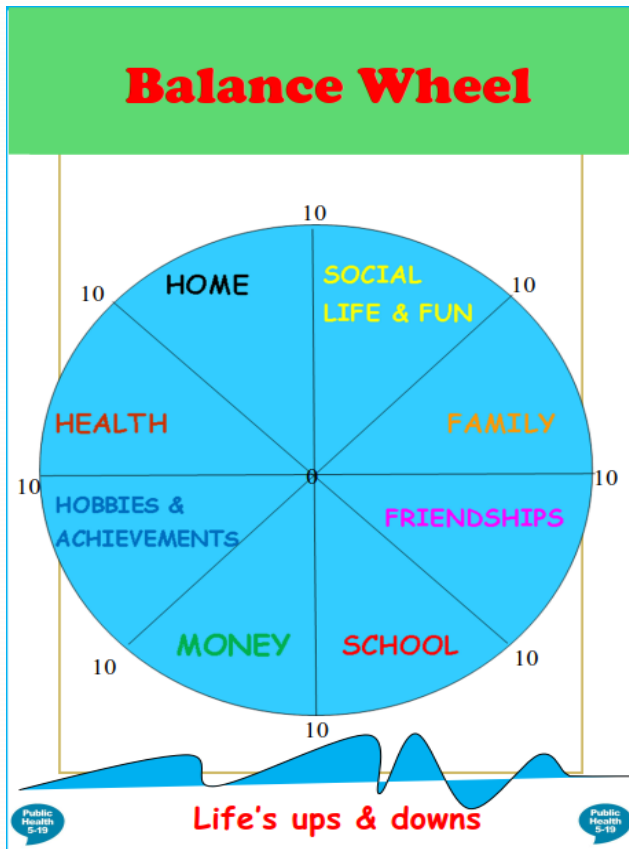 Balance Wheel
10
10
10
HOME
SOCIAL
LIFE & FUN
HEALTH
FAMILY
10
0
10
HOBBIES &
ACHIEVEMENTS
FRIENDSHIPS
MONEY
SCHOOL
10
10
10
Life's ups & downs
Public
Health
5-19
Public
Health
5-19